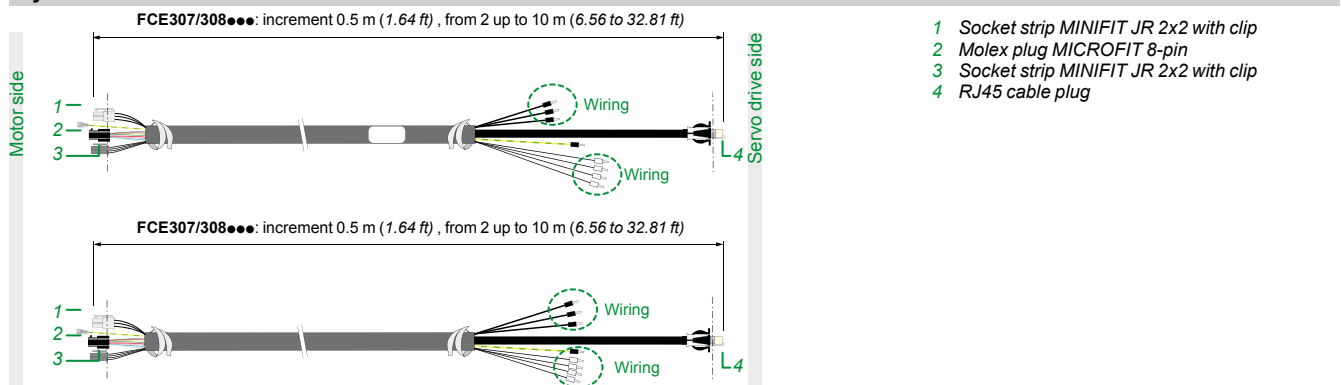 FCE307/308●●●: increment 0.5 m (1.64 ft) , from 2 up to 10 m (6.56 to 32.81 ft)
Motor side
1
2
3
Wiring
Wiring
4
Servo drive side
FCE307/308●●●: increment 0.5 m (1.64 ft) , from 2 up to 10 m (6.56 to 32.81 ft)
1
2
3
Wiring
Wiring
4
1 Socket strip MINIFIT JR 2x2 with clip
2 Molex plug MICROFIT 8-pin
3 Socket strip MINIFIT JR 2x2 with clip
4 RJ45 cable plug